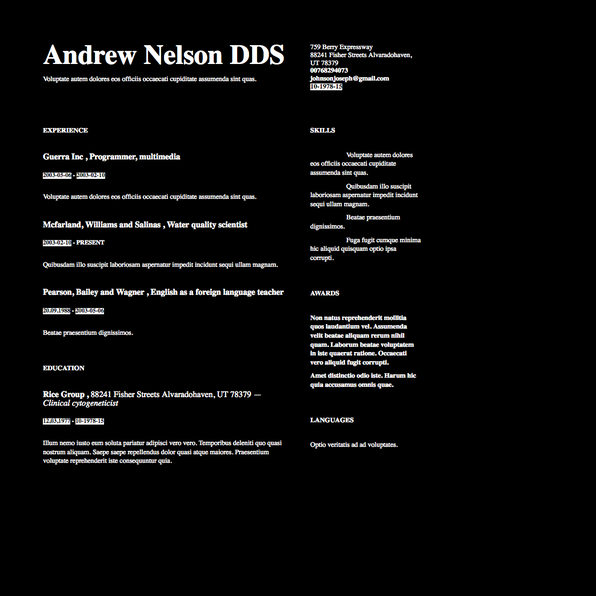 Andrew Nelson DDS
Voluptate autem dolores eos officiis occaecati cupiditate assumenda sint quas.
759 Berry Expressway
88241 Fisher Streets Alvaradohaven,
UT 78379
00768294073
johnsonjoseph@gmail.com
10-1978-15
EXPERIENCE
Guerra Inc , Programmer, multimedia
2003-05-06 - 2003-02-10
Voluptate autem dolores eos officiis occaecati cupiditate assumenda sint quas.
Mcfarland, Williams and Salinas , Water quality scientist
2003-02-10 - PRESENT
Quibusdam illo suscipit laboriosam aspernatur impedit incidunt sequi ullam magnam.
Pearson, Bailey and Wagner , English as a foreign language teacher
20.09.1988 - 2003-05-06
Beatae praesentium dignissimos.
EDUCATION
Rice Group , 88241 Fisher Streets Alvaradohaven, UT 78379 —
Clinical cytogeneticist
12.03.1977 - 10-1978-15
Illum nemo iusto eum soluta pariatur adipisci vero vero. Temporibus deleniti quo quasi
nostrum aliquam. Saepe saepe repellendus dolor quasi atque maiores. Praesentium
voluptate reprehenderit iste consequuntur quia.
SKILLS
Voluptate autem dolores
eos officiis occaecati cupiditate
assumenda sint quas.
Quibusdam illo suscipit
laboriosam aspernatur impedit incidunt
sequi ullam magnam.
Beatae praesentium
dignissimos.
Fuga fugit cumque minima
hic aliquid quisquam optio ipsa
corrupti.
AWARDS
Non natus reprehenderit mollitia
quos laudantium vel. Assumenda
velit beatae aliquam rerum nihil
quam. Laborum beatae voluptatem
in iste quaerat ratione. Occaecati
vero aliquid fugit corrupti.
Amet distinctio odio iste. Harum hic
quia accusamus omnis quae.
LANGUAGES
Optio veritatis ad ad voluptates.